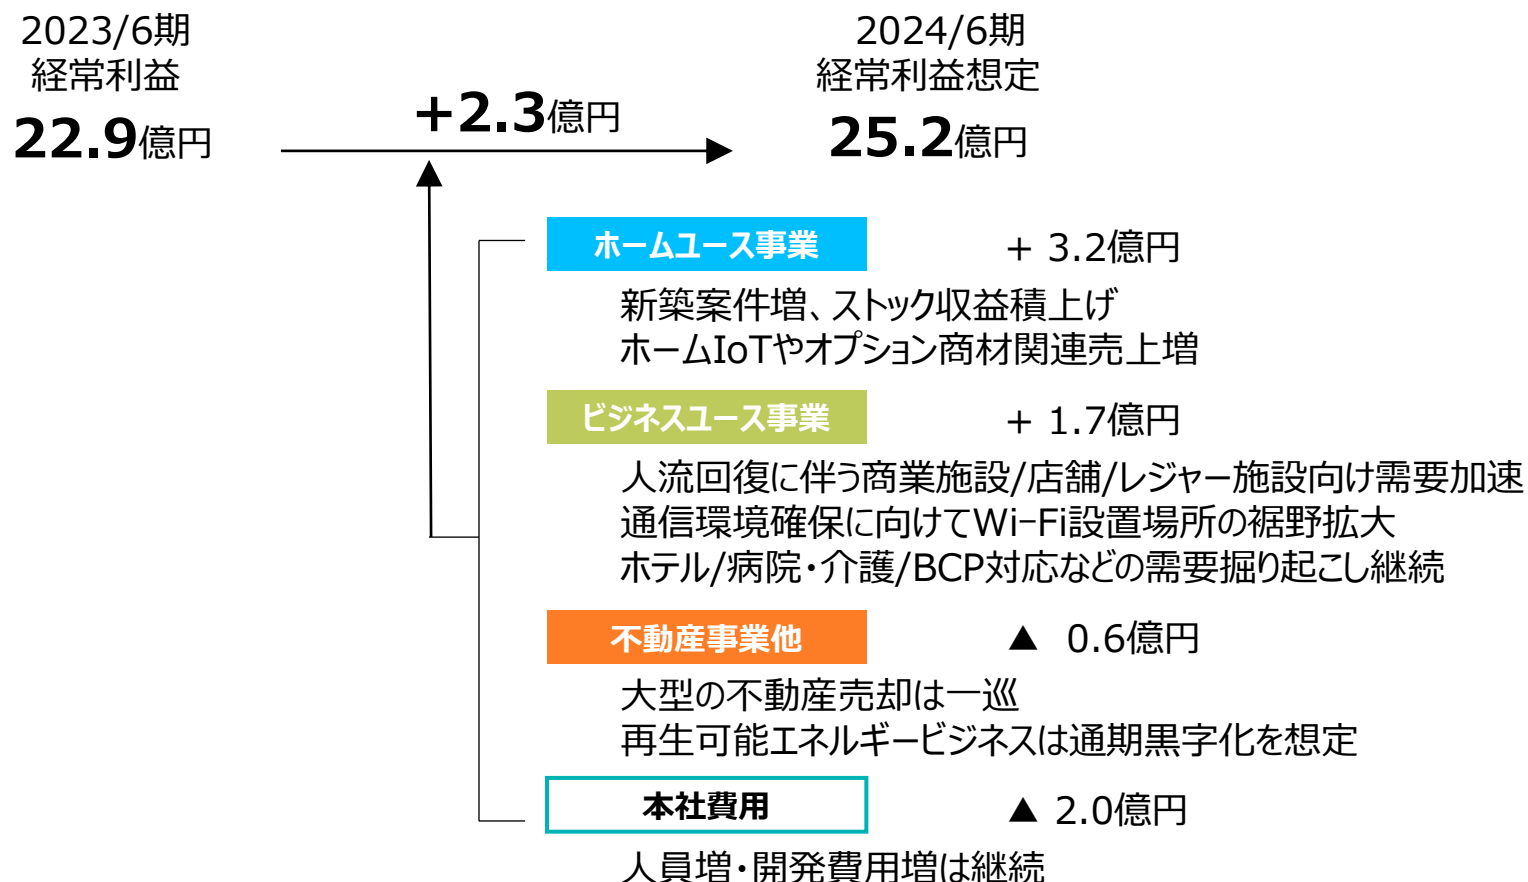 2023/6期
経常利益
22.9億円
+2.3億円
2024/6期
経常利益想定
25.2億円
ホームユース事業
+ 3.2億円
新築案件増、ストック収益積上げ
ホームIoTやオプション商材関連売上増
ビジネスユース事業
+ 1.7億円
人流回復に伴う商業施設/店舗/レジャー施設向け需要加速
通信環境確保に向けてWi-Fi設置場所の裾野拡大
ホテル/病院・介護/BCP対応などの需要掘り起こし継続
不動産事業他
▲ 0.6億円
大型の不動産売却は一巡
再生可能エネルギービジネスは通期黒字化を想定
本社費用
▲ 2.0億円
人員増・開発費用増は継続